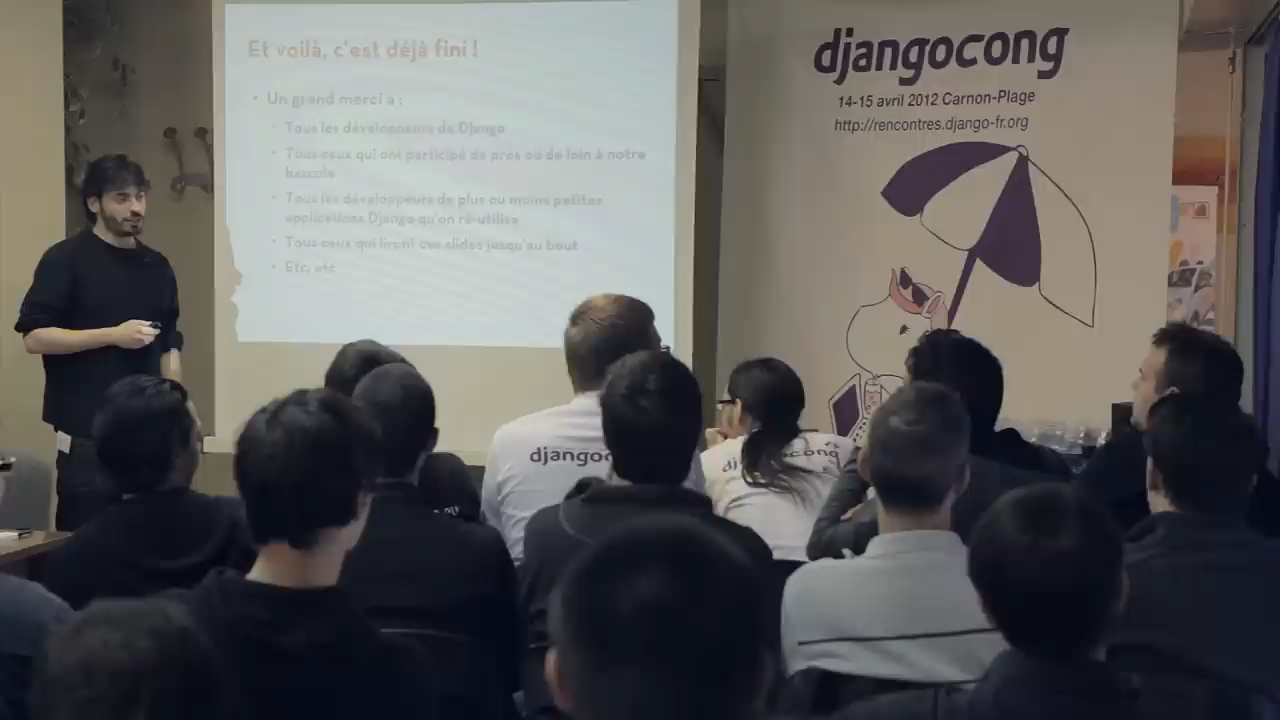 Et voilà, c'est déjà fini !
• Un grand merci à :
• Tous les développeurs de Django
• Tous ceux qui ont participé de près ou de loin à notre
bascule
• Tous les développeurs de plus ou moins petites
applications Django qu'on ré-utilise
• Tous ceux qui liront ces slides jusqu'au bout
• Etc, etc
djangocong
14-15 avril 2012 Carnon-Plage
http://rencontres.django-fr.org
djangoc
dj
cong